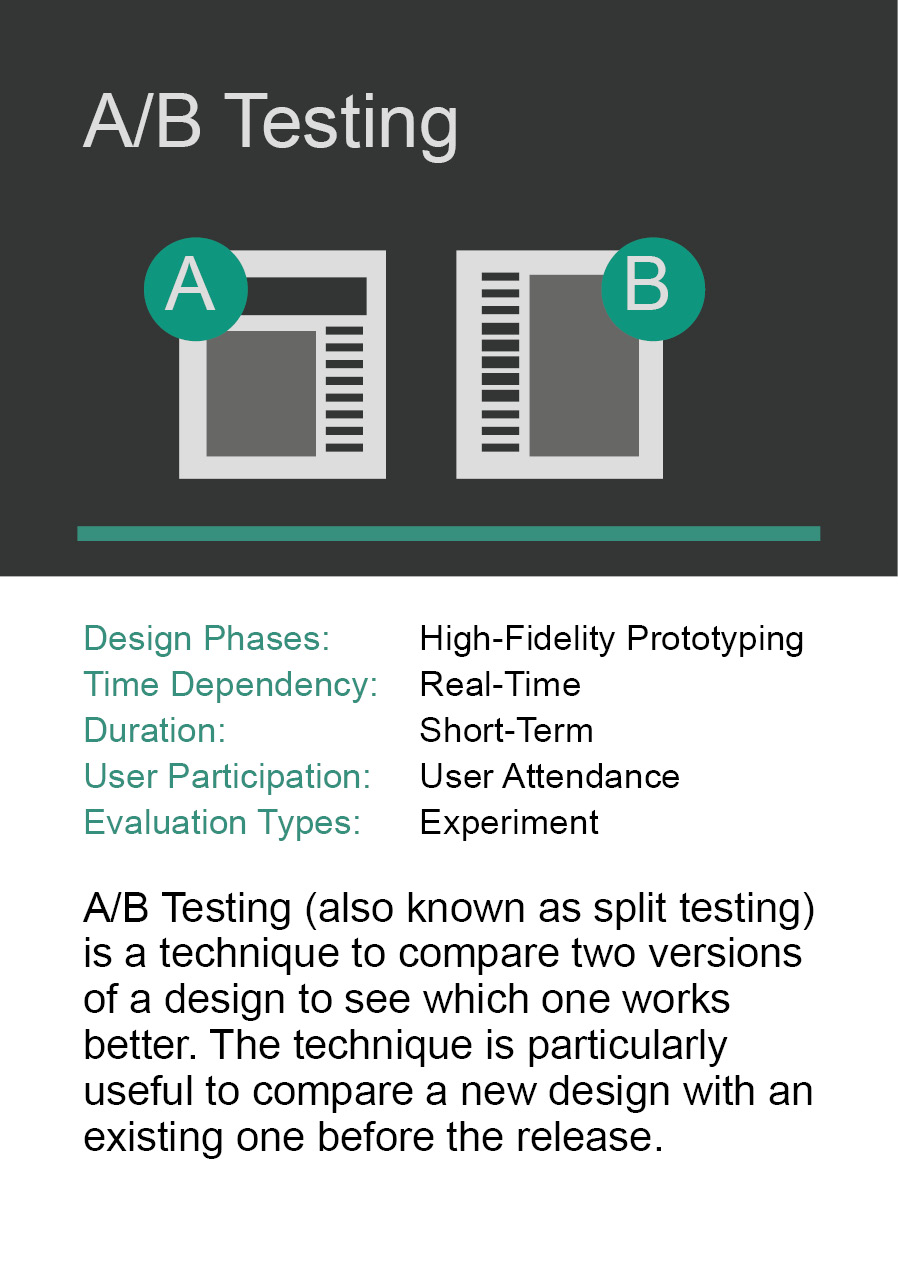 A/B Testing
A
B
Design Phases: High-Fidelity Prototyping
Time Dependency: Real-Time
Duration: Short-Term
User Participation: User Attendance
Evaluation Types: Experiment
A/B Testing (also known as split testing)
is a technique to compare two versions
of a design to see which one works
better. The technique is particularly
useful to compare a new design with an
existing one before the release.